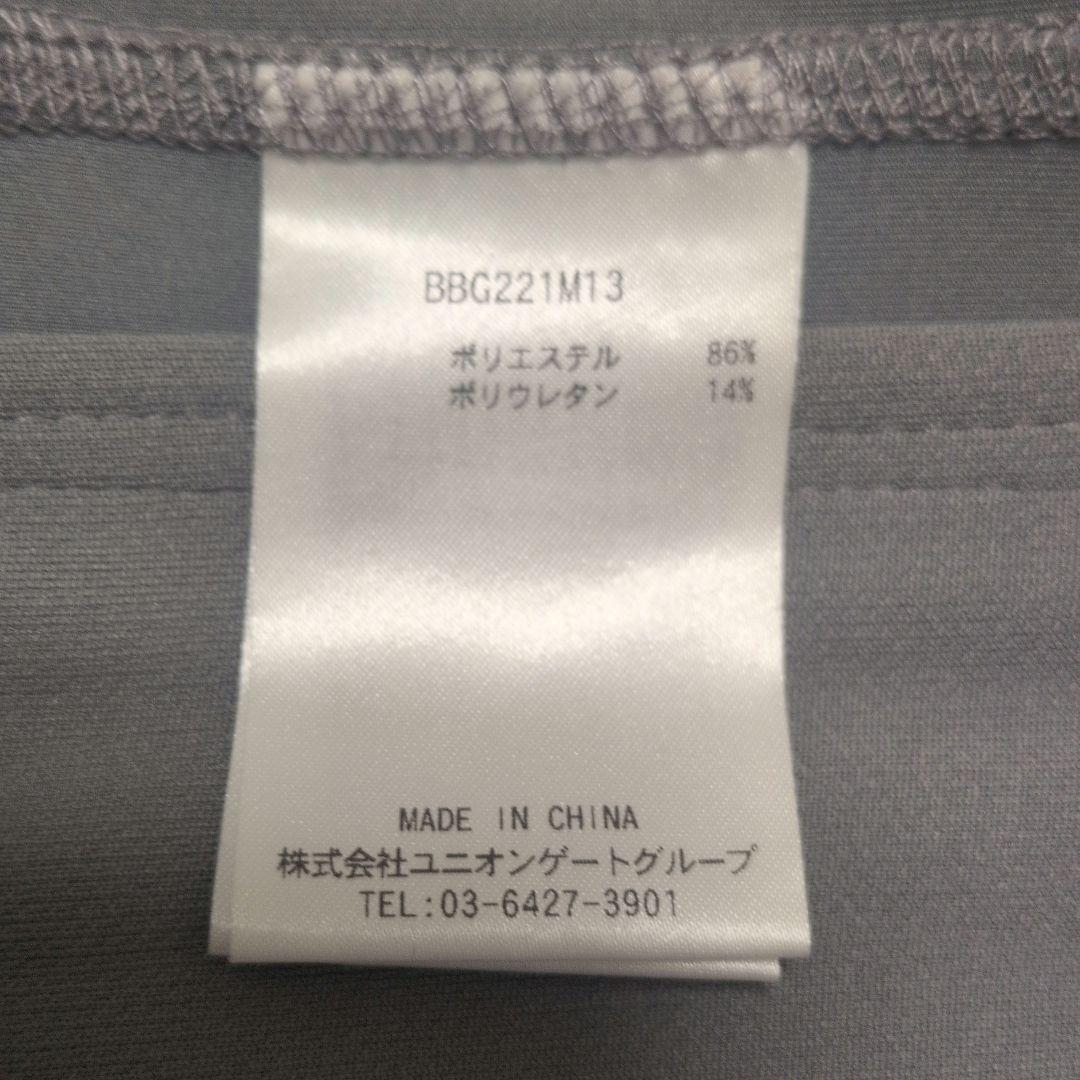 BBG221M13
ポリエステル 86%
ポリウレタン 14%
MADE IN CHINA
株式会社ユニオンゲートグループ
TEL:03-6427-3901